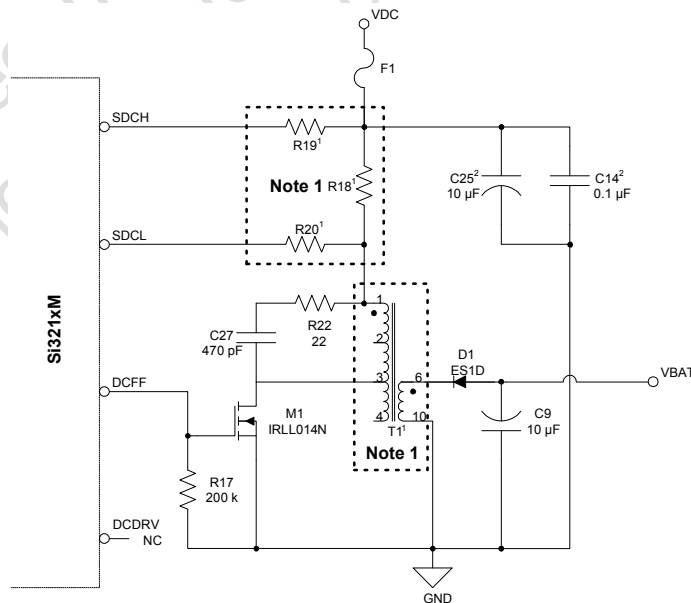 VDC
F1
SDCH
R19¹
Note 1
R18¹
C25²
10 µF
C14²
0.1 µF
SDCL
R20¹
Si321xM
1
R22
22
C27
470 pF
2
D1
ES1D
VBAT
DCFF
3
6
M1
IRLL014N
4
10
T1¹
C9
10 µF
Note 1
R17
200 k
DCDRV
NC
GND